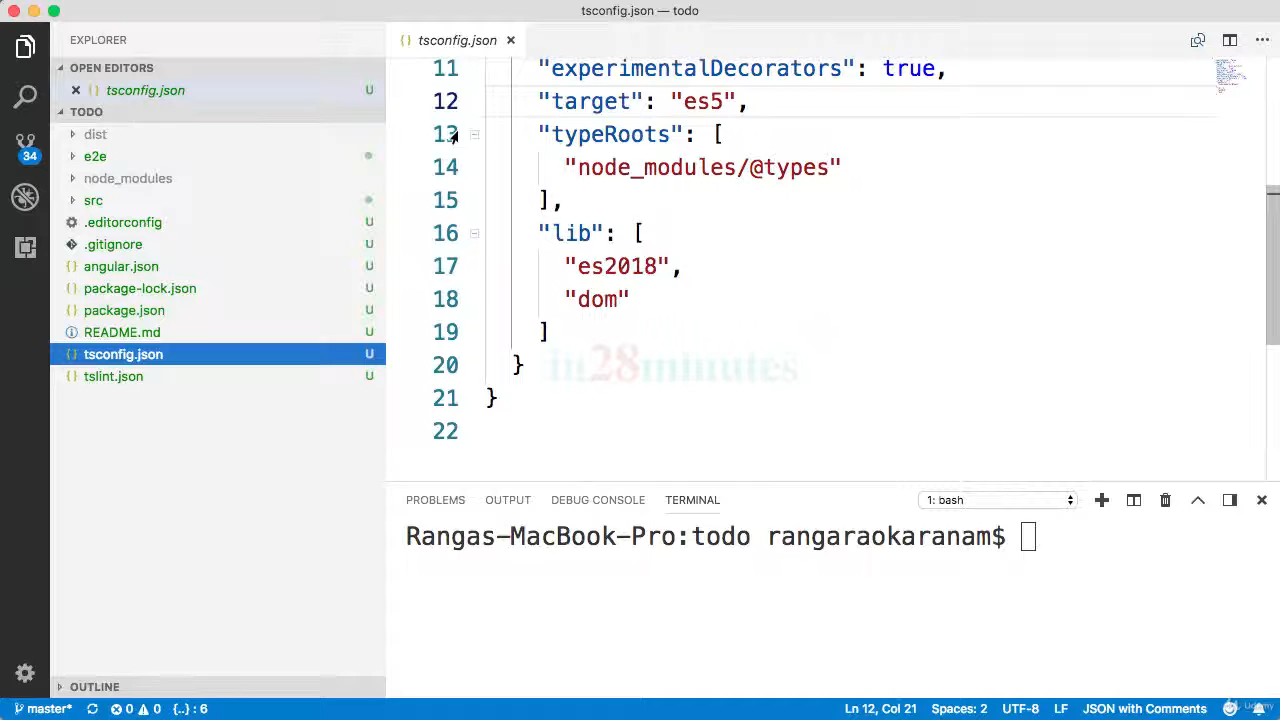 tsconfig.json — todo
EXPLORER
OPEN EDITORS
tsconfig.json U
TODO
dist
e2e
node_modules
src
.editorconfig U
.gitignore U
angular.json U
package-lock.json U
package.json U
README.md U
tsconfig.json U
tslint.json U
OUTLINE
34
tsconfig.json
11 "experimentalDecorators": true,
12 "target": "es5",
13 "typeRoots": [
14 "node_modules/@types"
15 ],
16 "lib": [
17 "es2018",
18 "dom"
19 ]
20 }
21 }
22
in28minutes
PROBLEMS OUTPUT DEBUG CONSOLE TERMINAL 1: bash
Rangas-MacBook-Pro:todo rangaraokaranam$
master* 0 0 {..} : 6 Ln 12, Col 21 Spaces: 2 UTF-8 LF JSON with Comments
Udemy